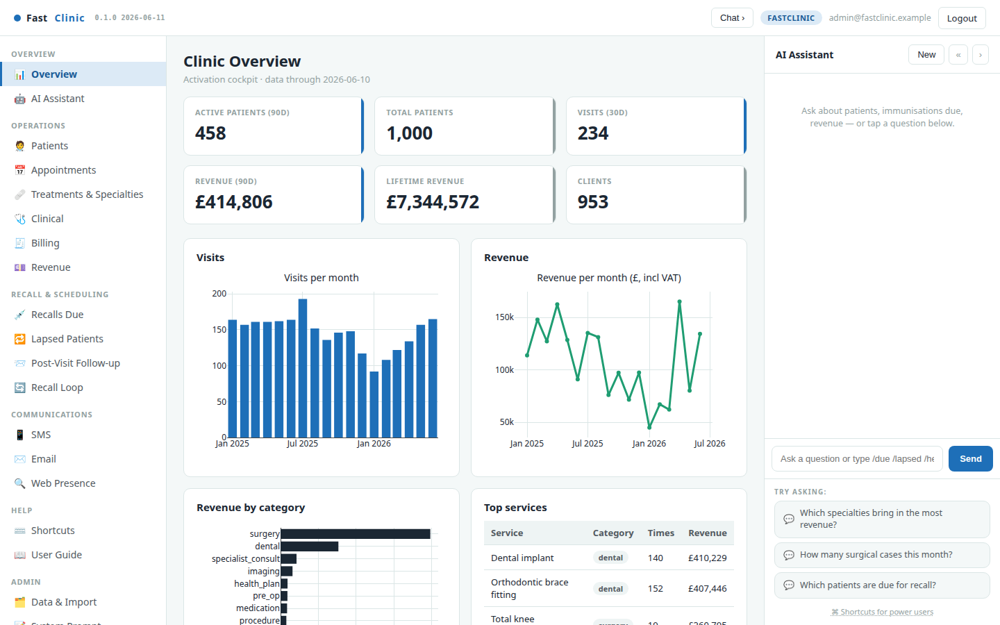 Fast Clinic 0.1.0 2026-06-11
Chat ›
FASTCLINIC
admin@fastclinic.example
Logout
OVERVIEW
Overview
AI Assistant
OPERATIONS
Patients
Appointments
Treatments & Specialties
Clinical
Billing
Revenue
RECALL & SCHEDULING
Recalls Due
Lapsed Patients
Post-Visit Follow-up
Recall Loop
COMMUNICATIONS
SMS
Email
Web Presence
HELP
Shortcuts
User Guide
ADMIN
Data & Import
System Prompt
Clinic Overview
Activation cockpit · data through 2026-06-10
ACTIVE PATIENTS (90D)
458
TOTAL PATIENTS
1,000
VISITS (30D)
234
REVENUE (90D)
£414,806
LIFETIME REVENUE
£7,344,572
CLIENTS
953
Visits
Visits per month
200
150
100
50
0
Jan 2025 Jul 2025 Jan 2026
Revenue
Revenue per month (£, incl VAT)
150k
100k
50k
Jan 2025 Jul 2025 Jan 2026 Jul 2026
Revenue by category
surgery
dental
specialist_consult
imaging
health_plan
pre_op
medication
procedure
Top services
Service Category Times Revenue
Dental implant dental 140 £410,229
Orthodontic brace
fitting dental 152 £407,446
Total knee
surgery 19
AI Assistant
New
«
›
Ask about patients, immunisations due,
revenue — or tap a question below.
Ask a question or type /due /lapsed /he
Send
TRY ASKING:
Which specialties bring in the most
revenue?
How many surgical cases this month?
Which patients are due for recall?
⌘ Shortcuts for power users